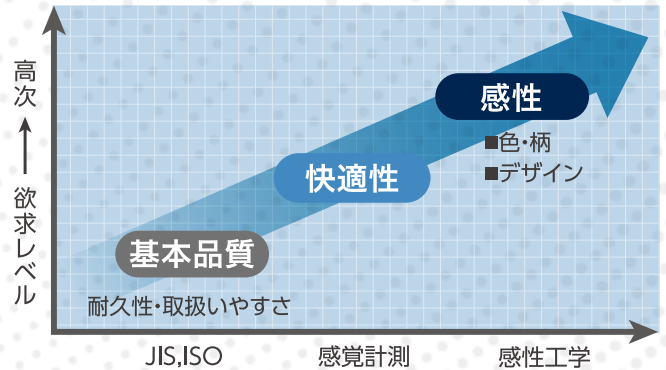 高次
欲求レベル
感性
■色・柄
■デザイン
快適性
基本品質
耐久性・取扱いやすさ
JIS,ISO
感覚計測
感性工学